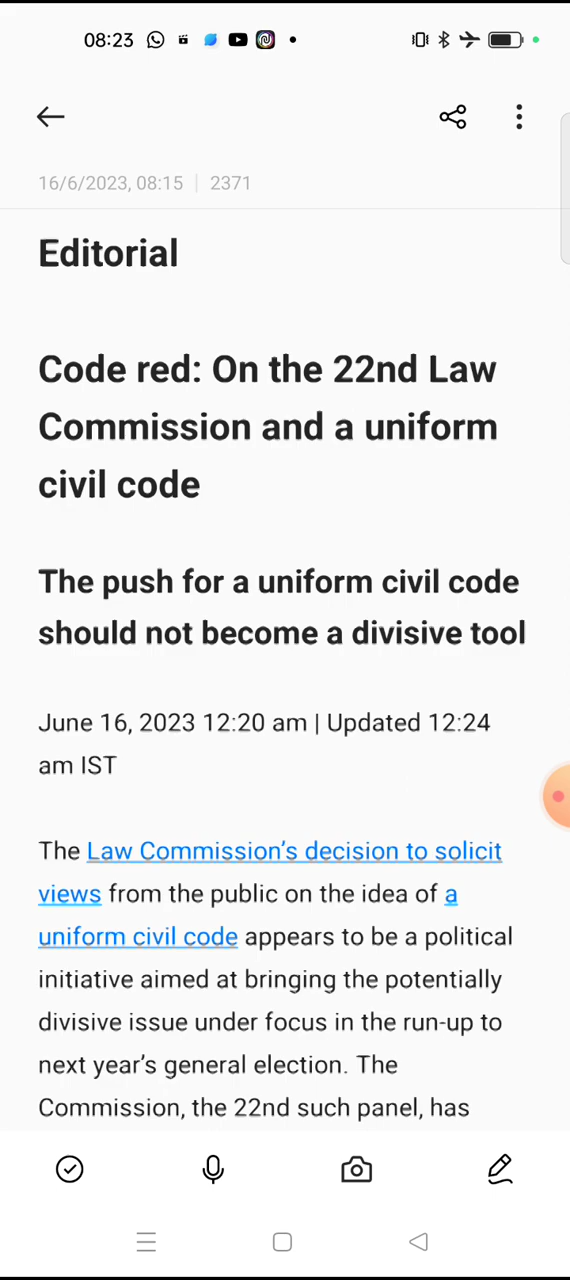 08:23
16/6/2023, 08:15 | 2371
Editorial
Code red: On the 22nd Law
Commission and a uniform
civil code
The push for a uniform civil code
should not become a divisive tool
June 16, 2023 12:20 am | Updated 12:24
am IST
The Law Commission’s decision to solicit
views from the public on the idea of a
uniform civil code appears to be a political
initiative aimed at bringing the potentially
divisive issue under focus in the run-up to
next year’s general election. The
Commission, the 22nd such panel, has